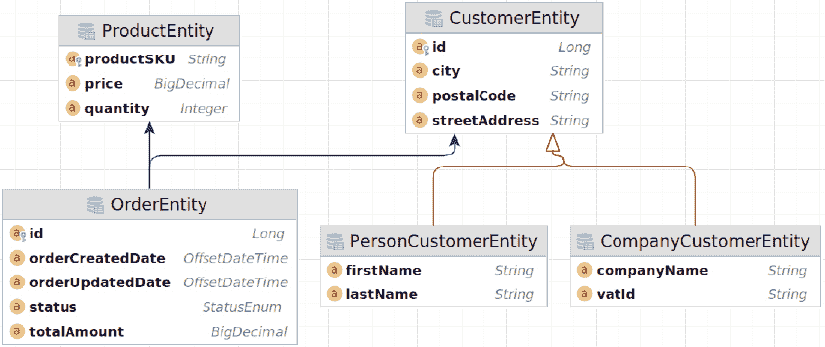 ProductEntity
productSKU String
price BigDecimal
quantity Integer
CustomerEntity
id Long
city String
postalCode String
streetAddress String
OrderEntity
id Long
orderCreatedDate OffsetDateTime
orderUpdatedDate OffsetDateTime
status StatusEnum
totalAmount BigDecimal
PersonCustomerEntity
firstName String
lastName String
CompanyCustomerEntity
companyName String
vatId String